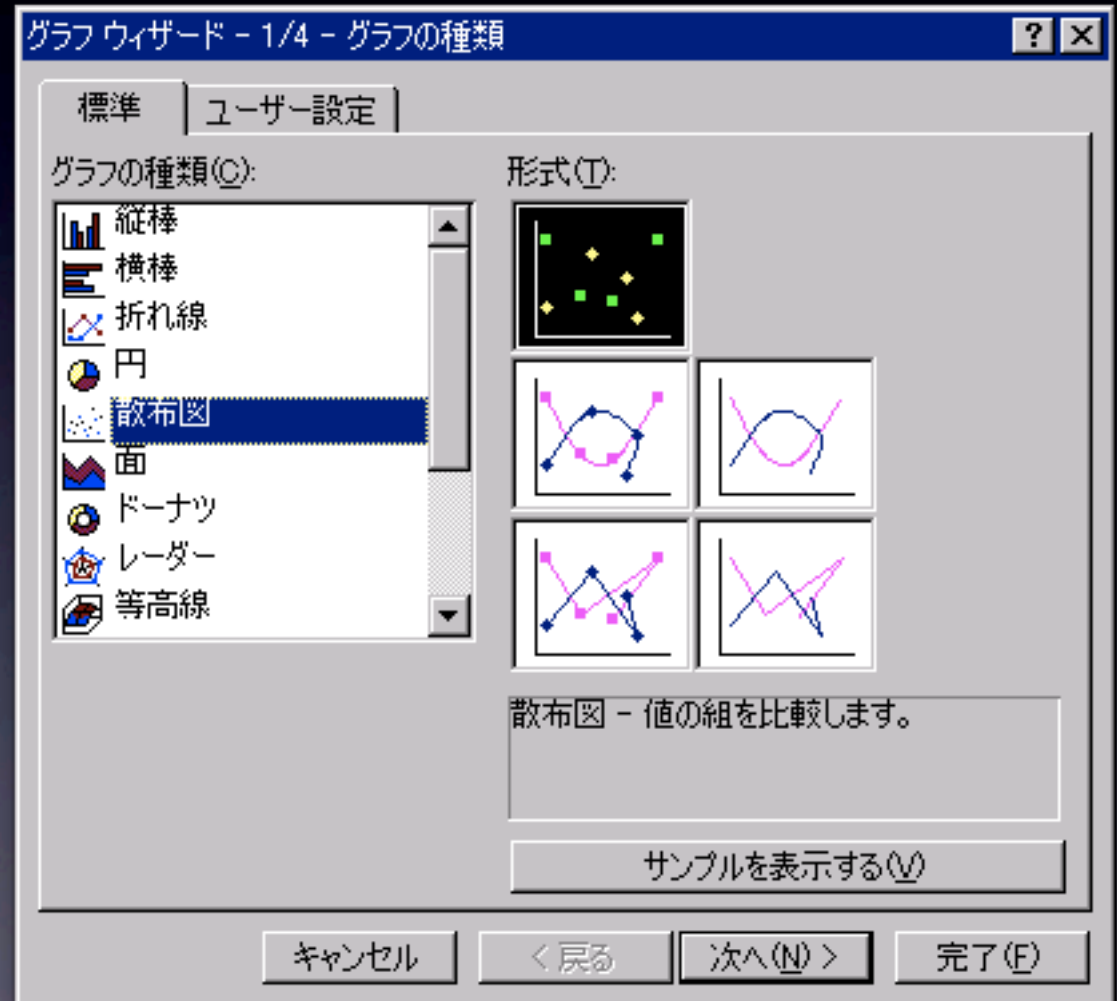 グラフ ウィザード - 1/4 - グラフの種類
標準
ユーザー設定
グラフの種類(C):
形式(T):
縦棒
横棒
折れ線
円
散布図
面
ドーナツ
レーダー
等高線
散布図 - 値の組を比較します。
サンプルを表示する(V)
キャンセル
< 戻る
次へ(N) >
完了(F)